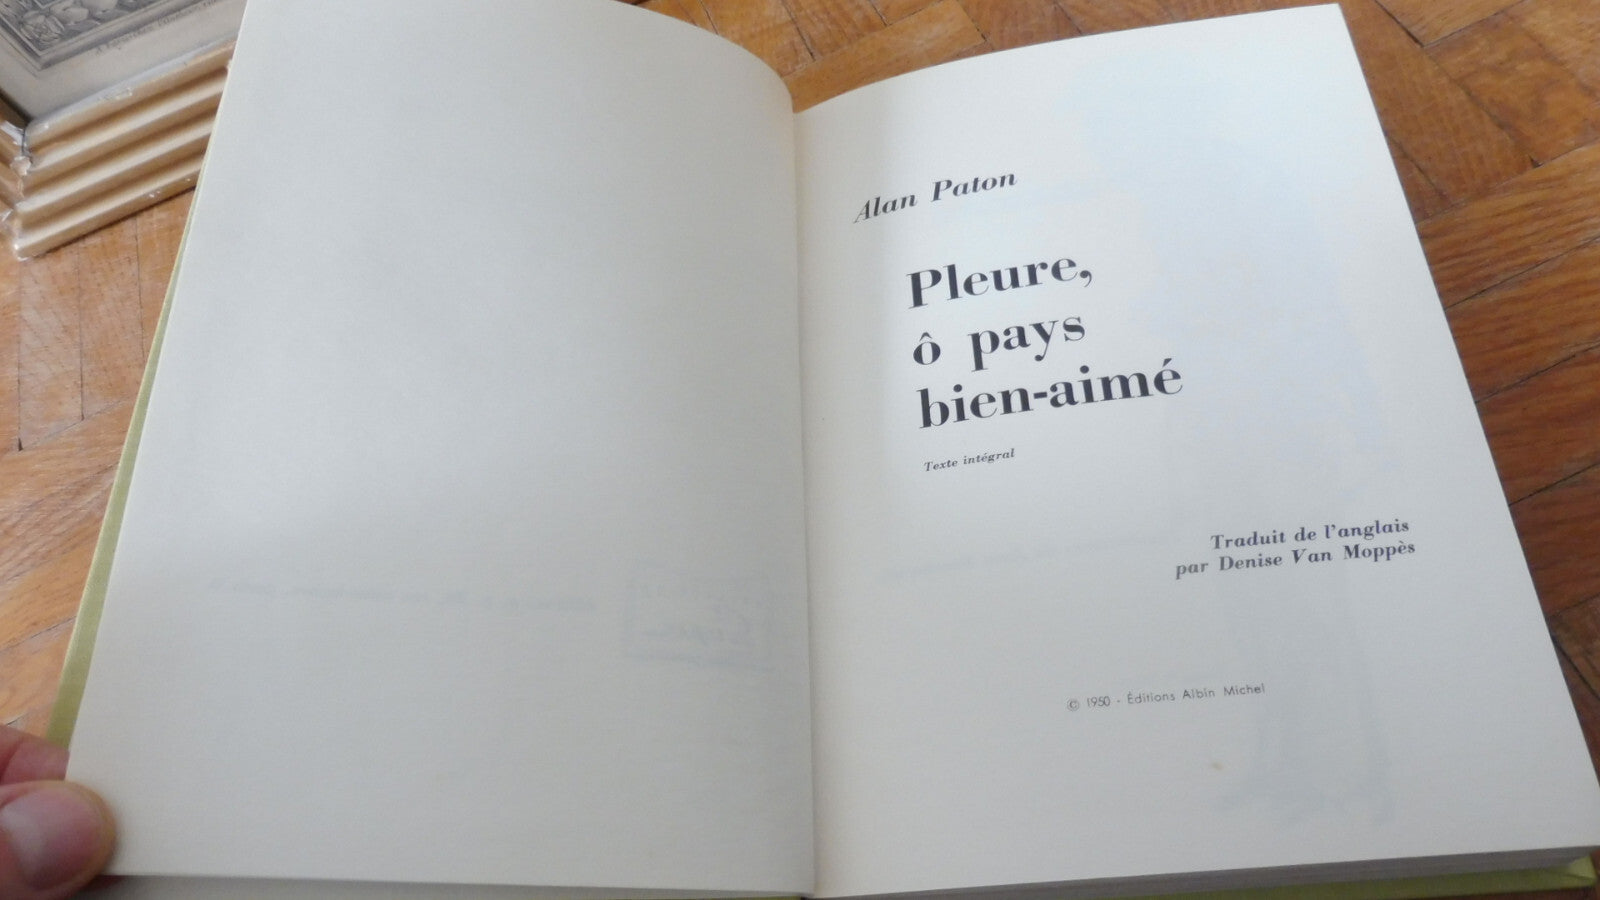 Alan Paton
Pleure,
ô pays
bien-aimé
Texte intégral
Traduit de l'anglais
par Denise Van Moppès
© 1950 - Éditions Albin Michel